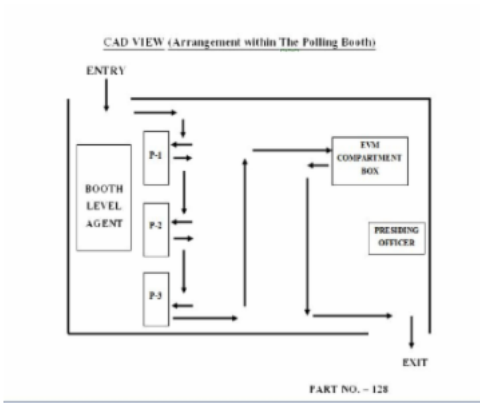 CAD VIEW (Arrangement within The Polling Booth)
ENTRY
P-1
BOOTH
LEVEL
AGENT
P-2
P-3
EVM
COMPARTMENT
BOX
PRESIDING
OFFICER
EXIT
PART NO. – 128